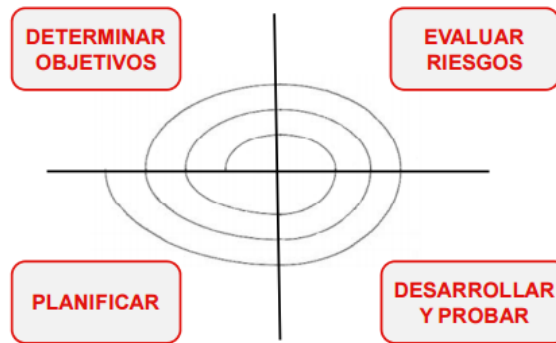 DETERMINAR
OBJETIVOS
EVALUAR
RIESGOS
PLANIFICAR
DESARROLLAR
Y PROBAR